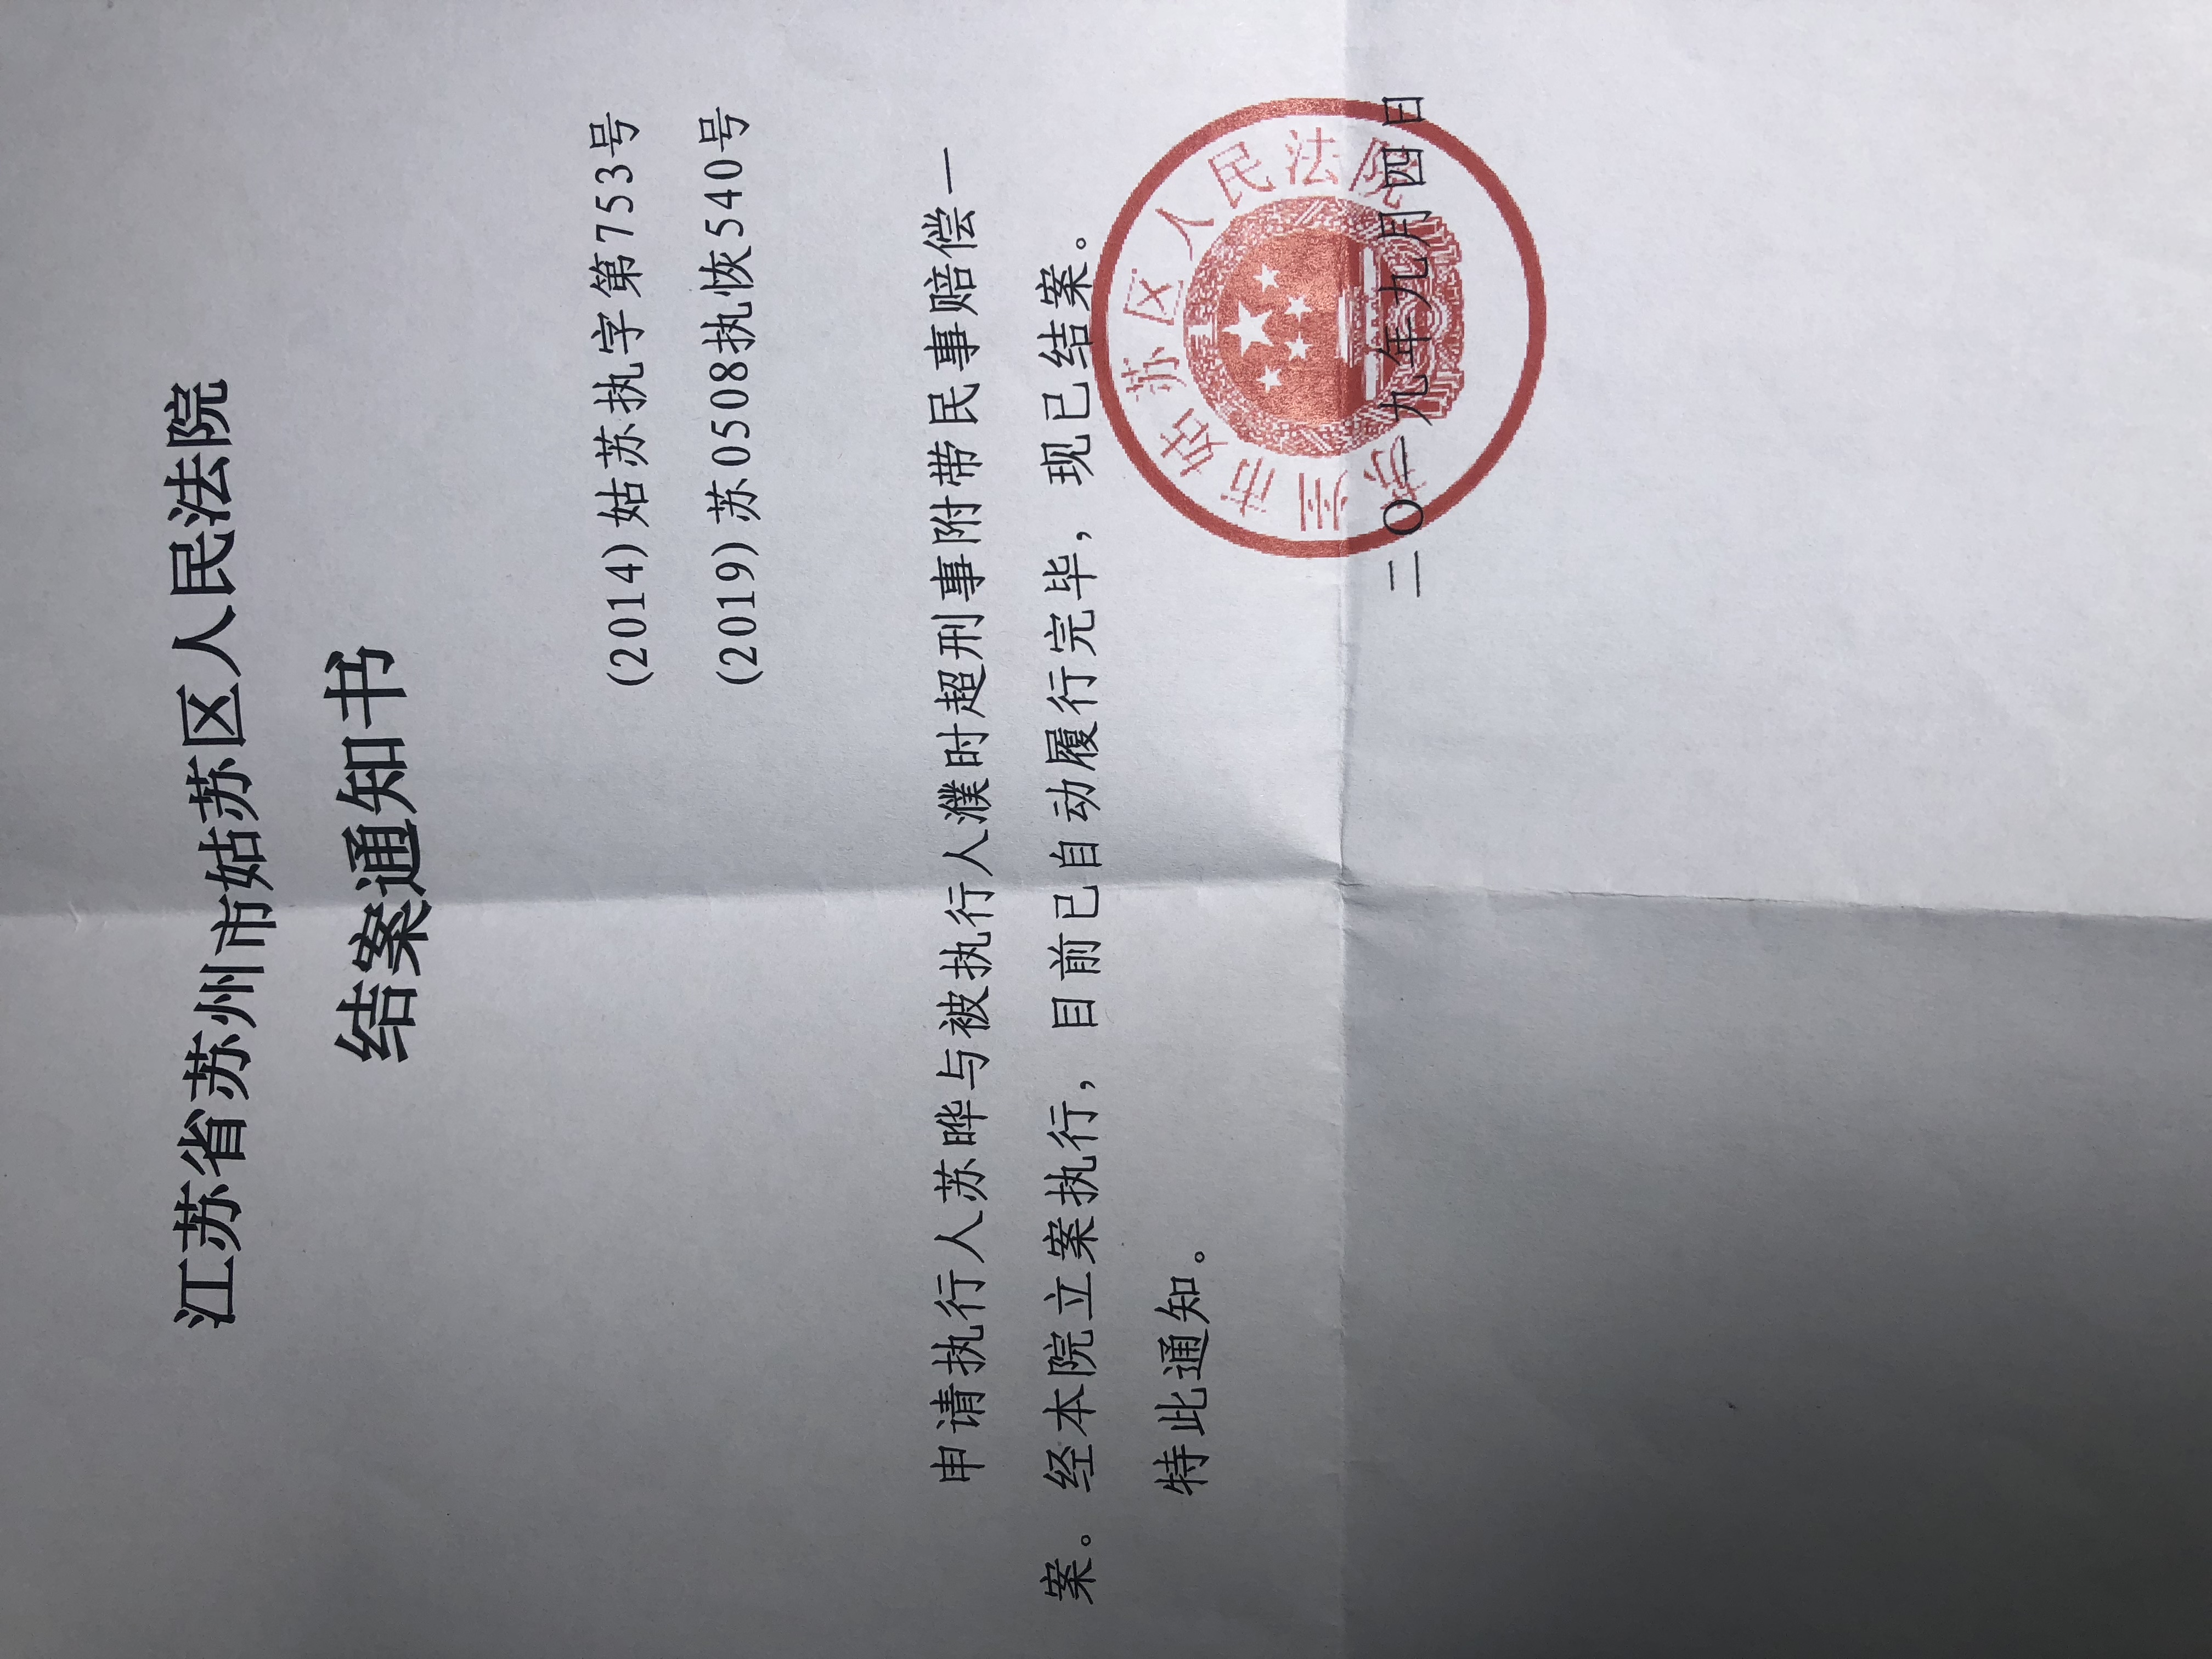 江苏省苏州市姑苏区人民法院
结案通知书
(2014)姑苏执字第753号
(2019)苏0508执恢540号
申请执行人苏晔与被执行人濮时超刑事附带民事赔偿一
案。经本院立案执行，目前已自动履行完毕，现已结案。
特此通知。
苏州市姑苏区人民法院
二〇一九年九月四日